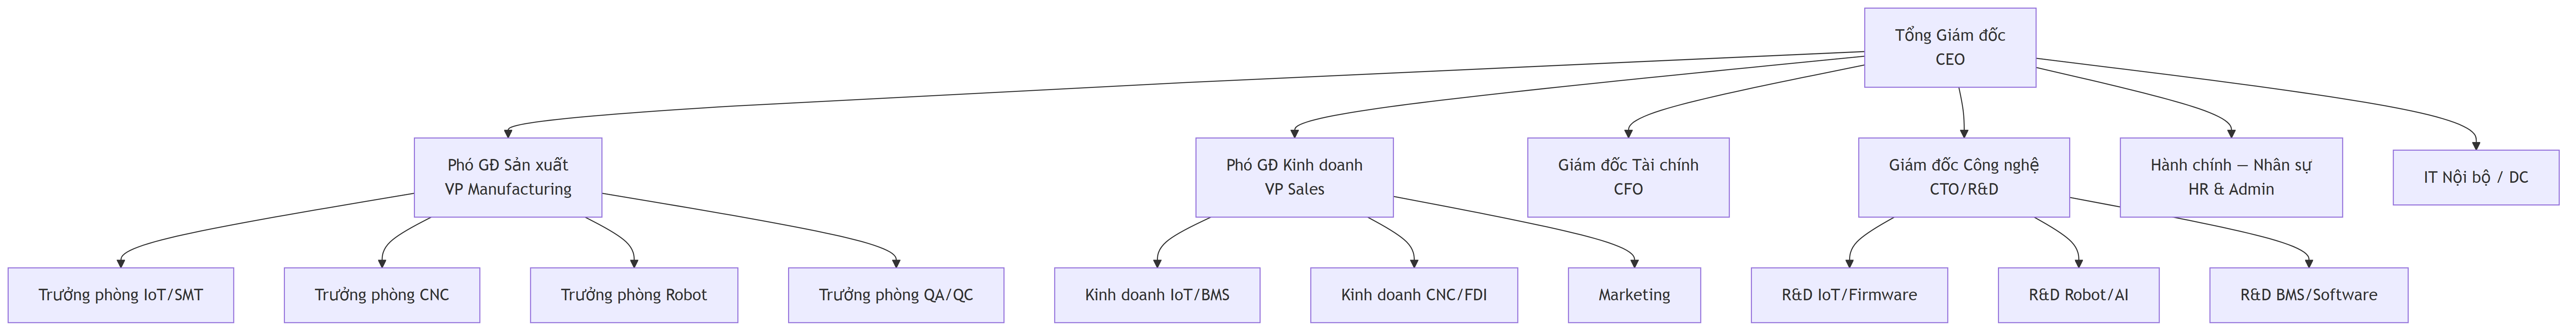 Tổng Giám đốc
CEO
Phó GĐ Sản xuất
VP Manufacturing
Phó GĐ Kinh doanh
VP Sales
Giám đốc Tài chính
CFO
Giám đốc Công nghệ
CTO/R&D
Hành chính — Nhân sự
HR & Admin
IT Nội bộ / DC
Trưởng phòng IoT/SMT
Trưởng phòng CNC
Trưởng phòng Robot
Trưởng phòng QA/QC
Kinh doanh IoT/BMS
Kinh doanh CNC/FDI
Marketing
R&D IoT/Firmware
R&D Robot/AI
R&D BMS/Software